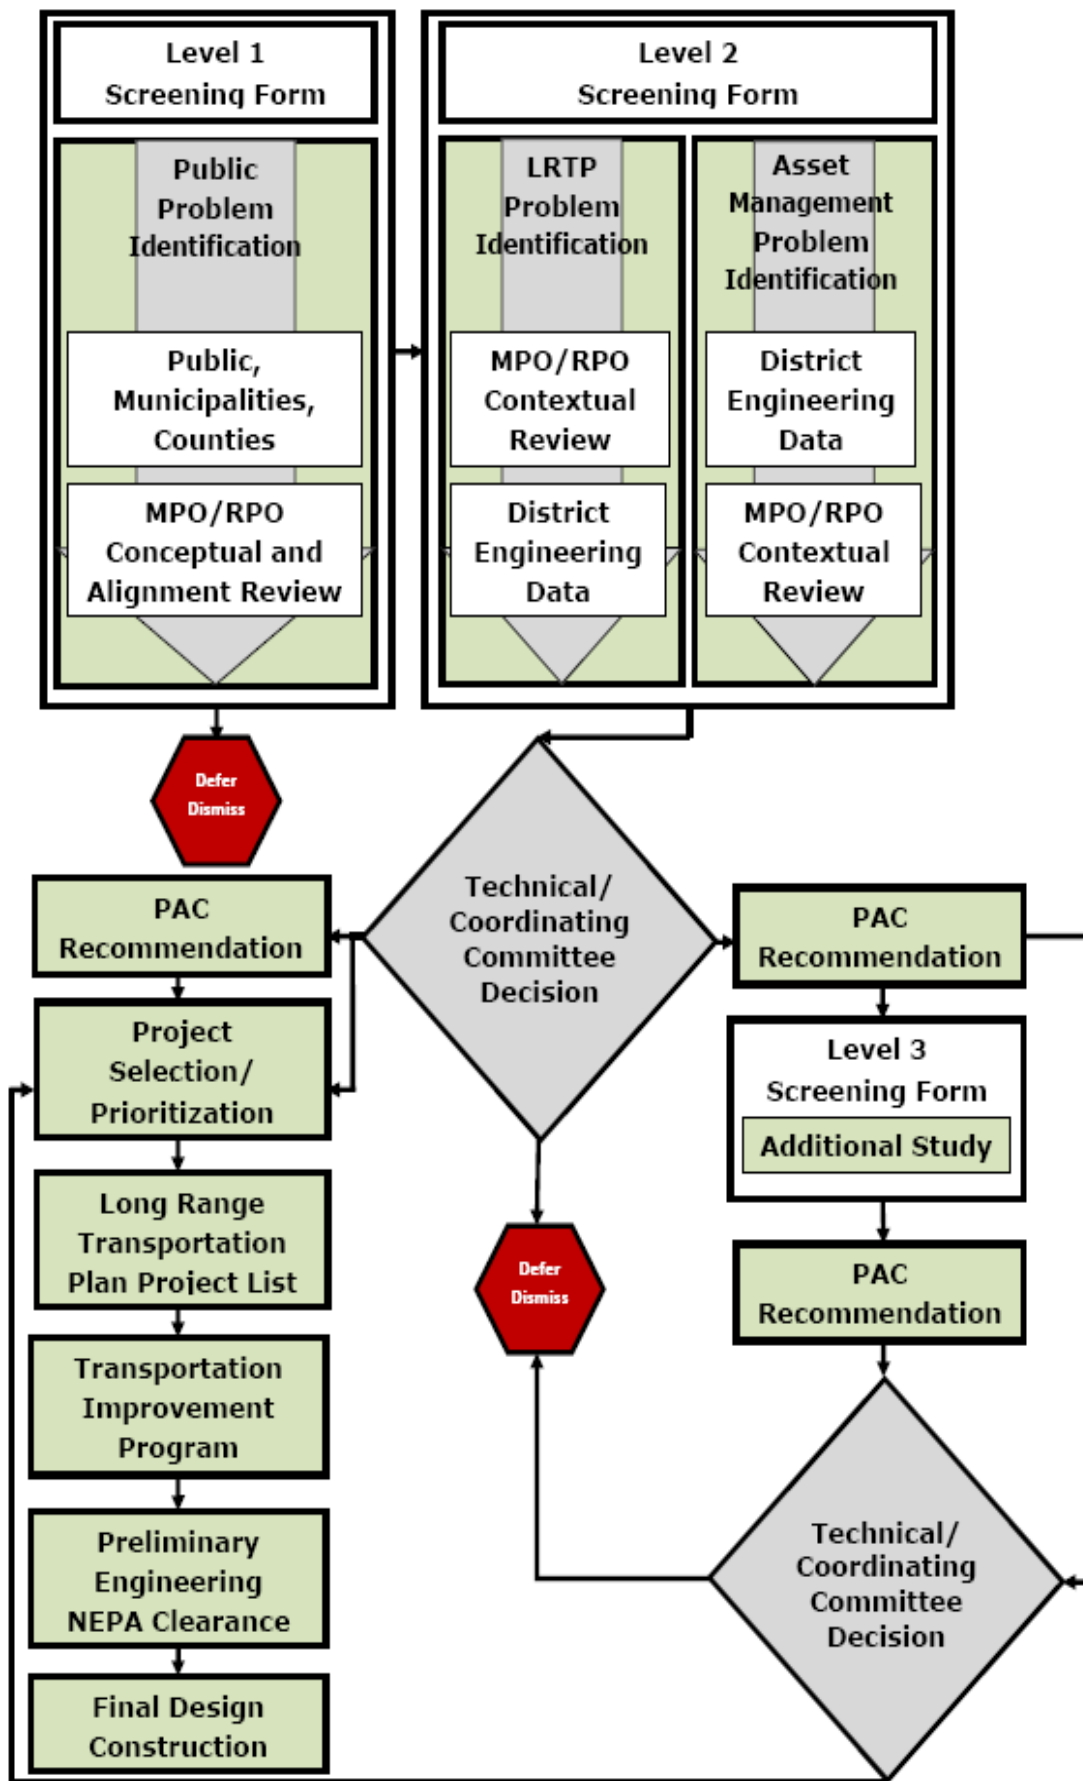 Level 1
Screening Form
Public
Problem
Identification
Public,
Municipalities,
Counties
MPO/RPO
Conceptual and
Alignment Review
Level 2
Screening Form
LRTP
Problem
Identification
MPO/RPO
Contextual
Review
District
Engineering
Data
Asset
Management
Problem
Identification
District
Engineering
Data
MPO/RPO
Contextual
Review
Defer
Dismiss
Technical/
Coordinating
Committee
Decision
PAC
Recommendation
Project
Selection/
Prioritization
Long Range
Transportation
Plan Project List
Transportation
Improvement
Program
Preliminary
Engineering
NEPA Clearance
Final Design
Construction
Defer
Dismiss
PAC
Recommendation
Level 3
Screening Form
Additional Study
PAC
Recommendation
Technical/
Coordinating
Committee
Decision